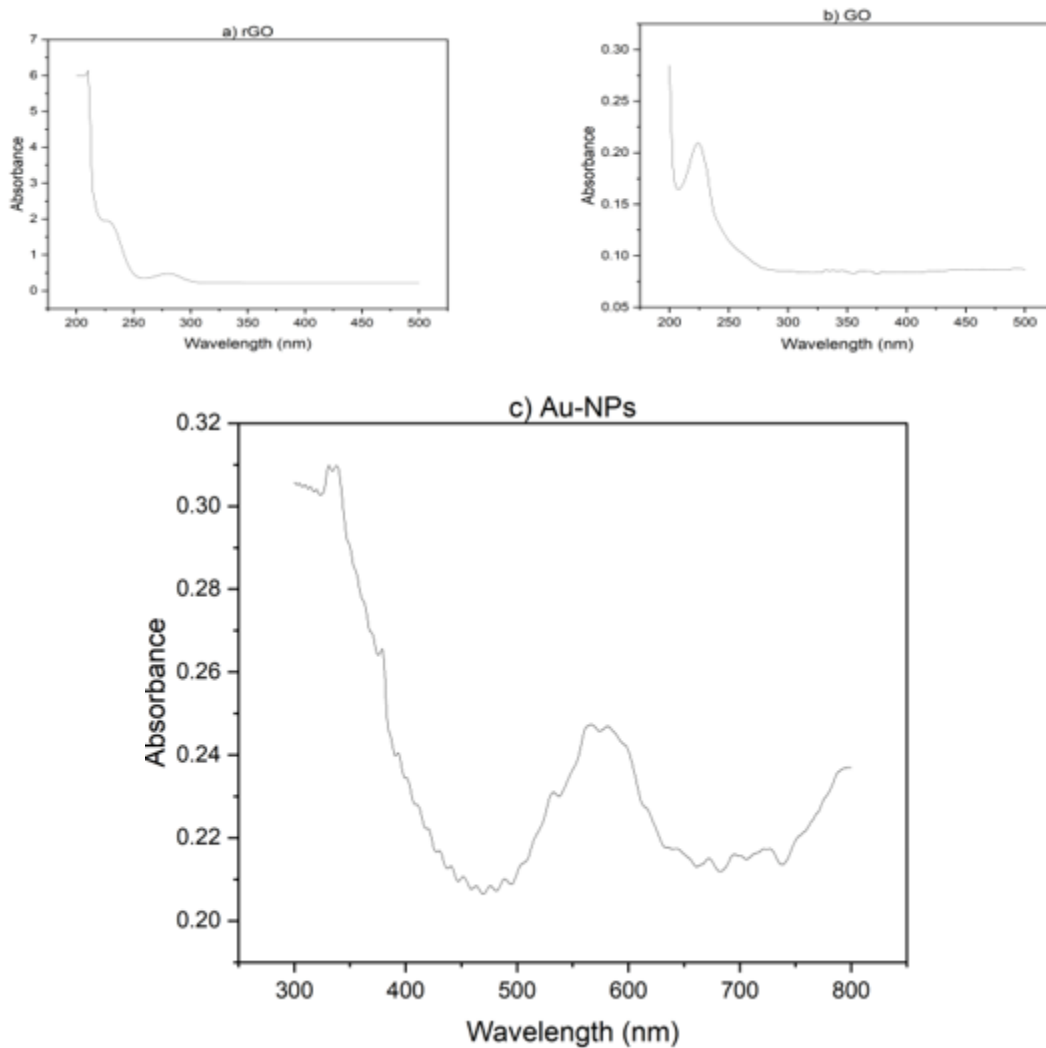 a) rGO
7
6
5
4
3
2
1
0
Absorbance
200 250 300 350 400 450 500
Wavelength (nm)
b) GO
0.30
0.25
0.20
0.15
0.10
0.05
Absorbance
200 250 300 350 400 450 500
Wavelength (nm)
c) Au-NPs
0.32
0.30
0.28
0.26
0.24
0.22
0.20
Absorbance
300 400 500 600 700 800
Wavelength (nm)